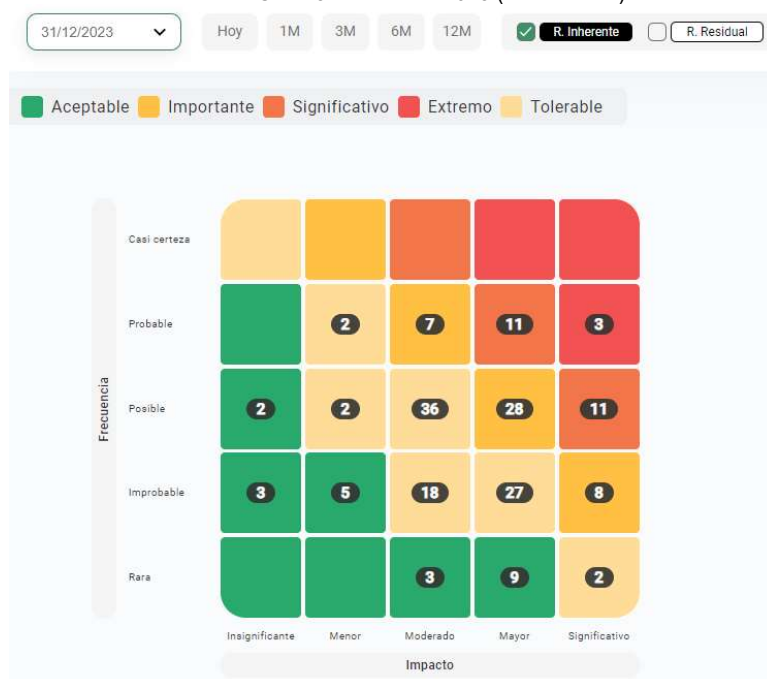 31/12/2023 Hoy 1M 3M 6M 12M R. Inherente R. Residual
Aceptable Importante Significativo Extremo Tolerable
Casi certeza
Probable 2 7 11 3
Frecuencia
Posible 2 2 36 28 11
Improbable 3 5 18 27 8
Rara 3 9 2
Insignificante Menor Moderado Mayor Significativo
Impacto